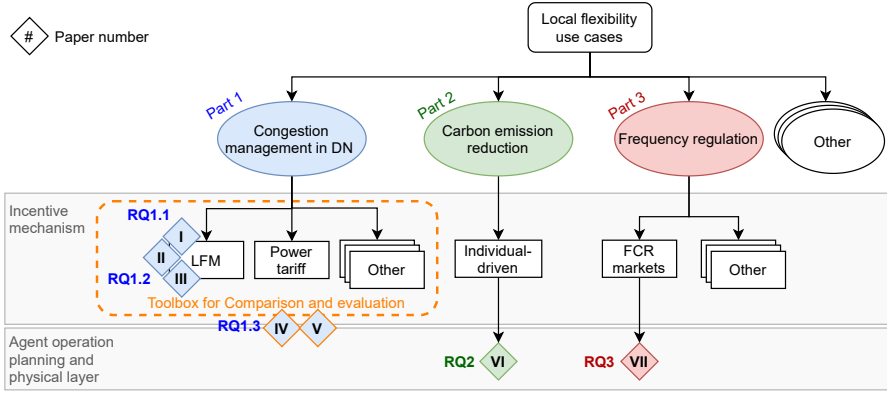 #
Paper number
Local flexibility
use cases
Part 1
Part 2
Part 3
Congestion
management in DN
Carbon emission
reduction
Frequency regulation
Other
Incentive
mechanism
RQ1.1
I
II
III
RQ1.2
LFM
Power
tariff
Other
Toolbox for Comparison and evaluation
Individual-
driven
FCR
markets
Other
RQ1.3
IV
V
Agent operation
planning and
physical layer
RQ2
VI
RQ3
VII